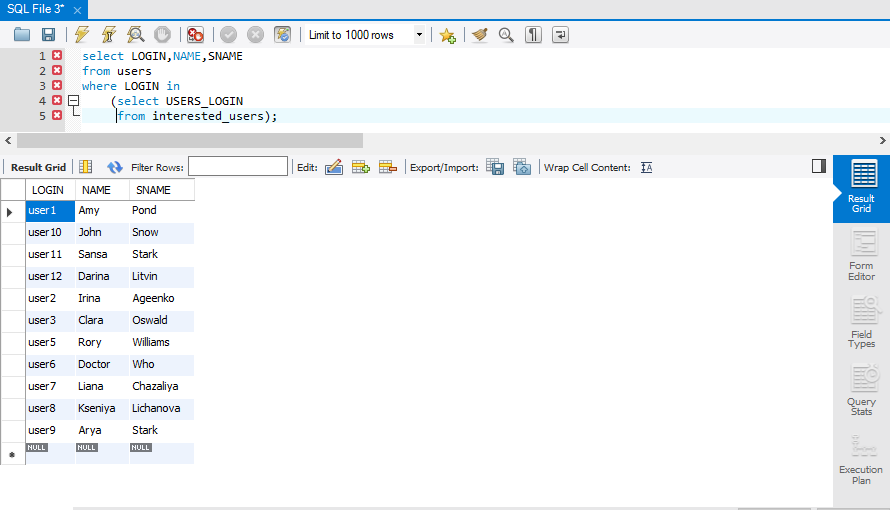 SQL File 3*
Limit to 1000 rows
1 select LOGIN,NAME,SNAME
2 from users
3 where LOGIN in
4 (select USERS_LOGIN
5 from interested_users);
Result Grid Filter Rows: Edit: Export/Import: Wrap Cell Content: IA
LOGIN NAME SNAME
user1 Amy Pond
user10 John Snow
user11 Sansa Stark
user12 Darina Litvin
user2 Irina Ageenko
user3 Clara Oswald
user5 Rory Williams
user6 Doctor Who
user7 Liana Chazaliya
user8 Kseniya Lichanova
user9 Arya Stark
NULL NULL NULL
Result
Grid
Form
Editor
Field
Types
Query
Stats
Execution
Plan